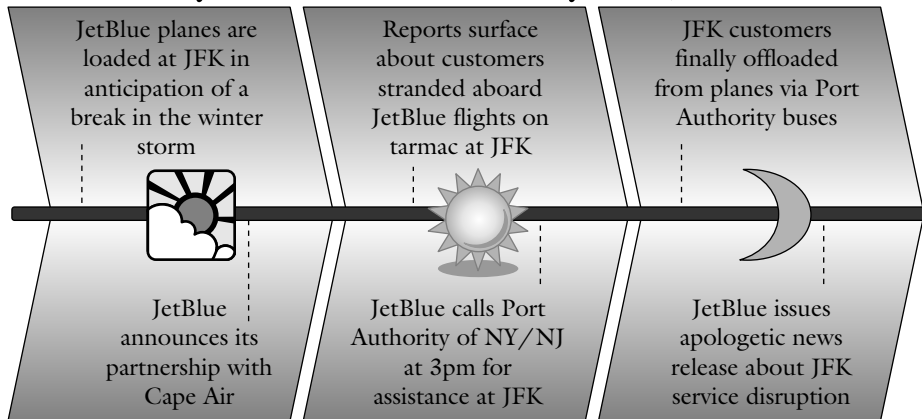 JetBlue planes are
loaded at JFK in
anticipation of a
break in the winter
storm
Reports surface
about customers
stranded aboard
JetBlue flights on
tarmac at JFK
JFK customers
finally offloaded
from planes via Port
Authority buses
JetBlue
announces its
partnership with
Cape Air
JetBlue calls Port
Authority of NY/NJ
at 3pm for
assistance at JFK
JetBlue issues
apologetic news
release about JFK
service disruption